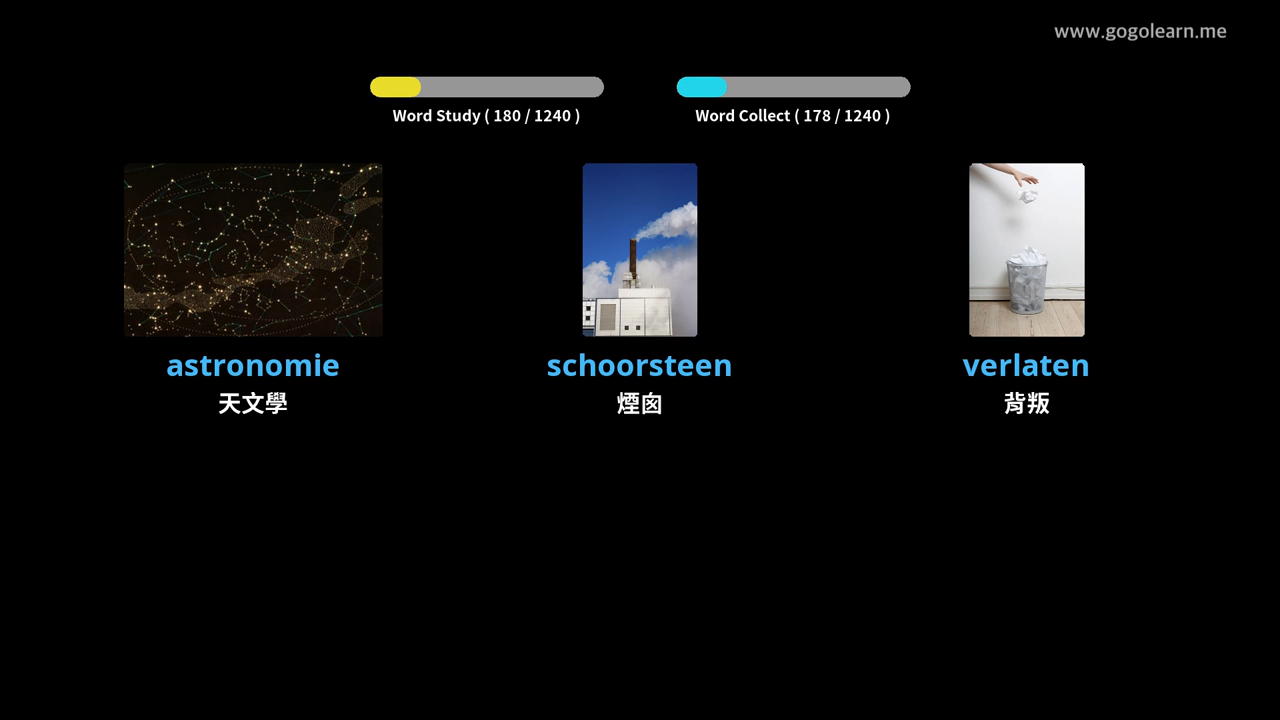 www.gogolearn.me
Word Study ( 180 / 1240 )
Word Collect ( 178 / 1240 )
astronomie
schoorsteen
verlaten
天文學
煙囪
背叛